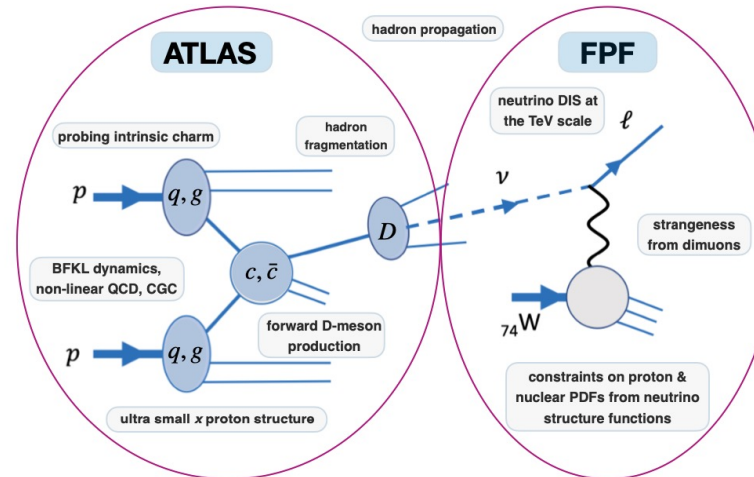 hadron propagation
ATLAS
FPF
neutrino DIS at
the TeV scale
ℓ
probing intrinsic charm
hadron
fragmentation
p
q, g
ν
D
strangeness
from dimuons
BFKL dynamics,
non-linear QCD, CGC
c, c̄
₇₄W
forward D-meson
production
p
q, g
constraints on proton &
nuclear PDFs from neutrino
structure functions
ultra small x proton structure